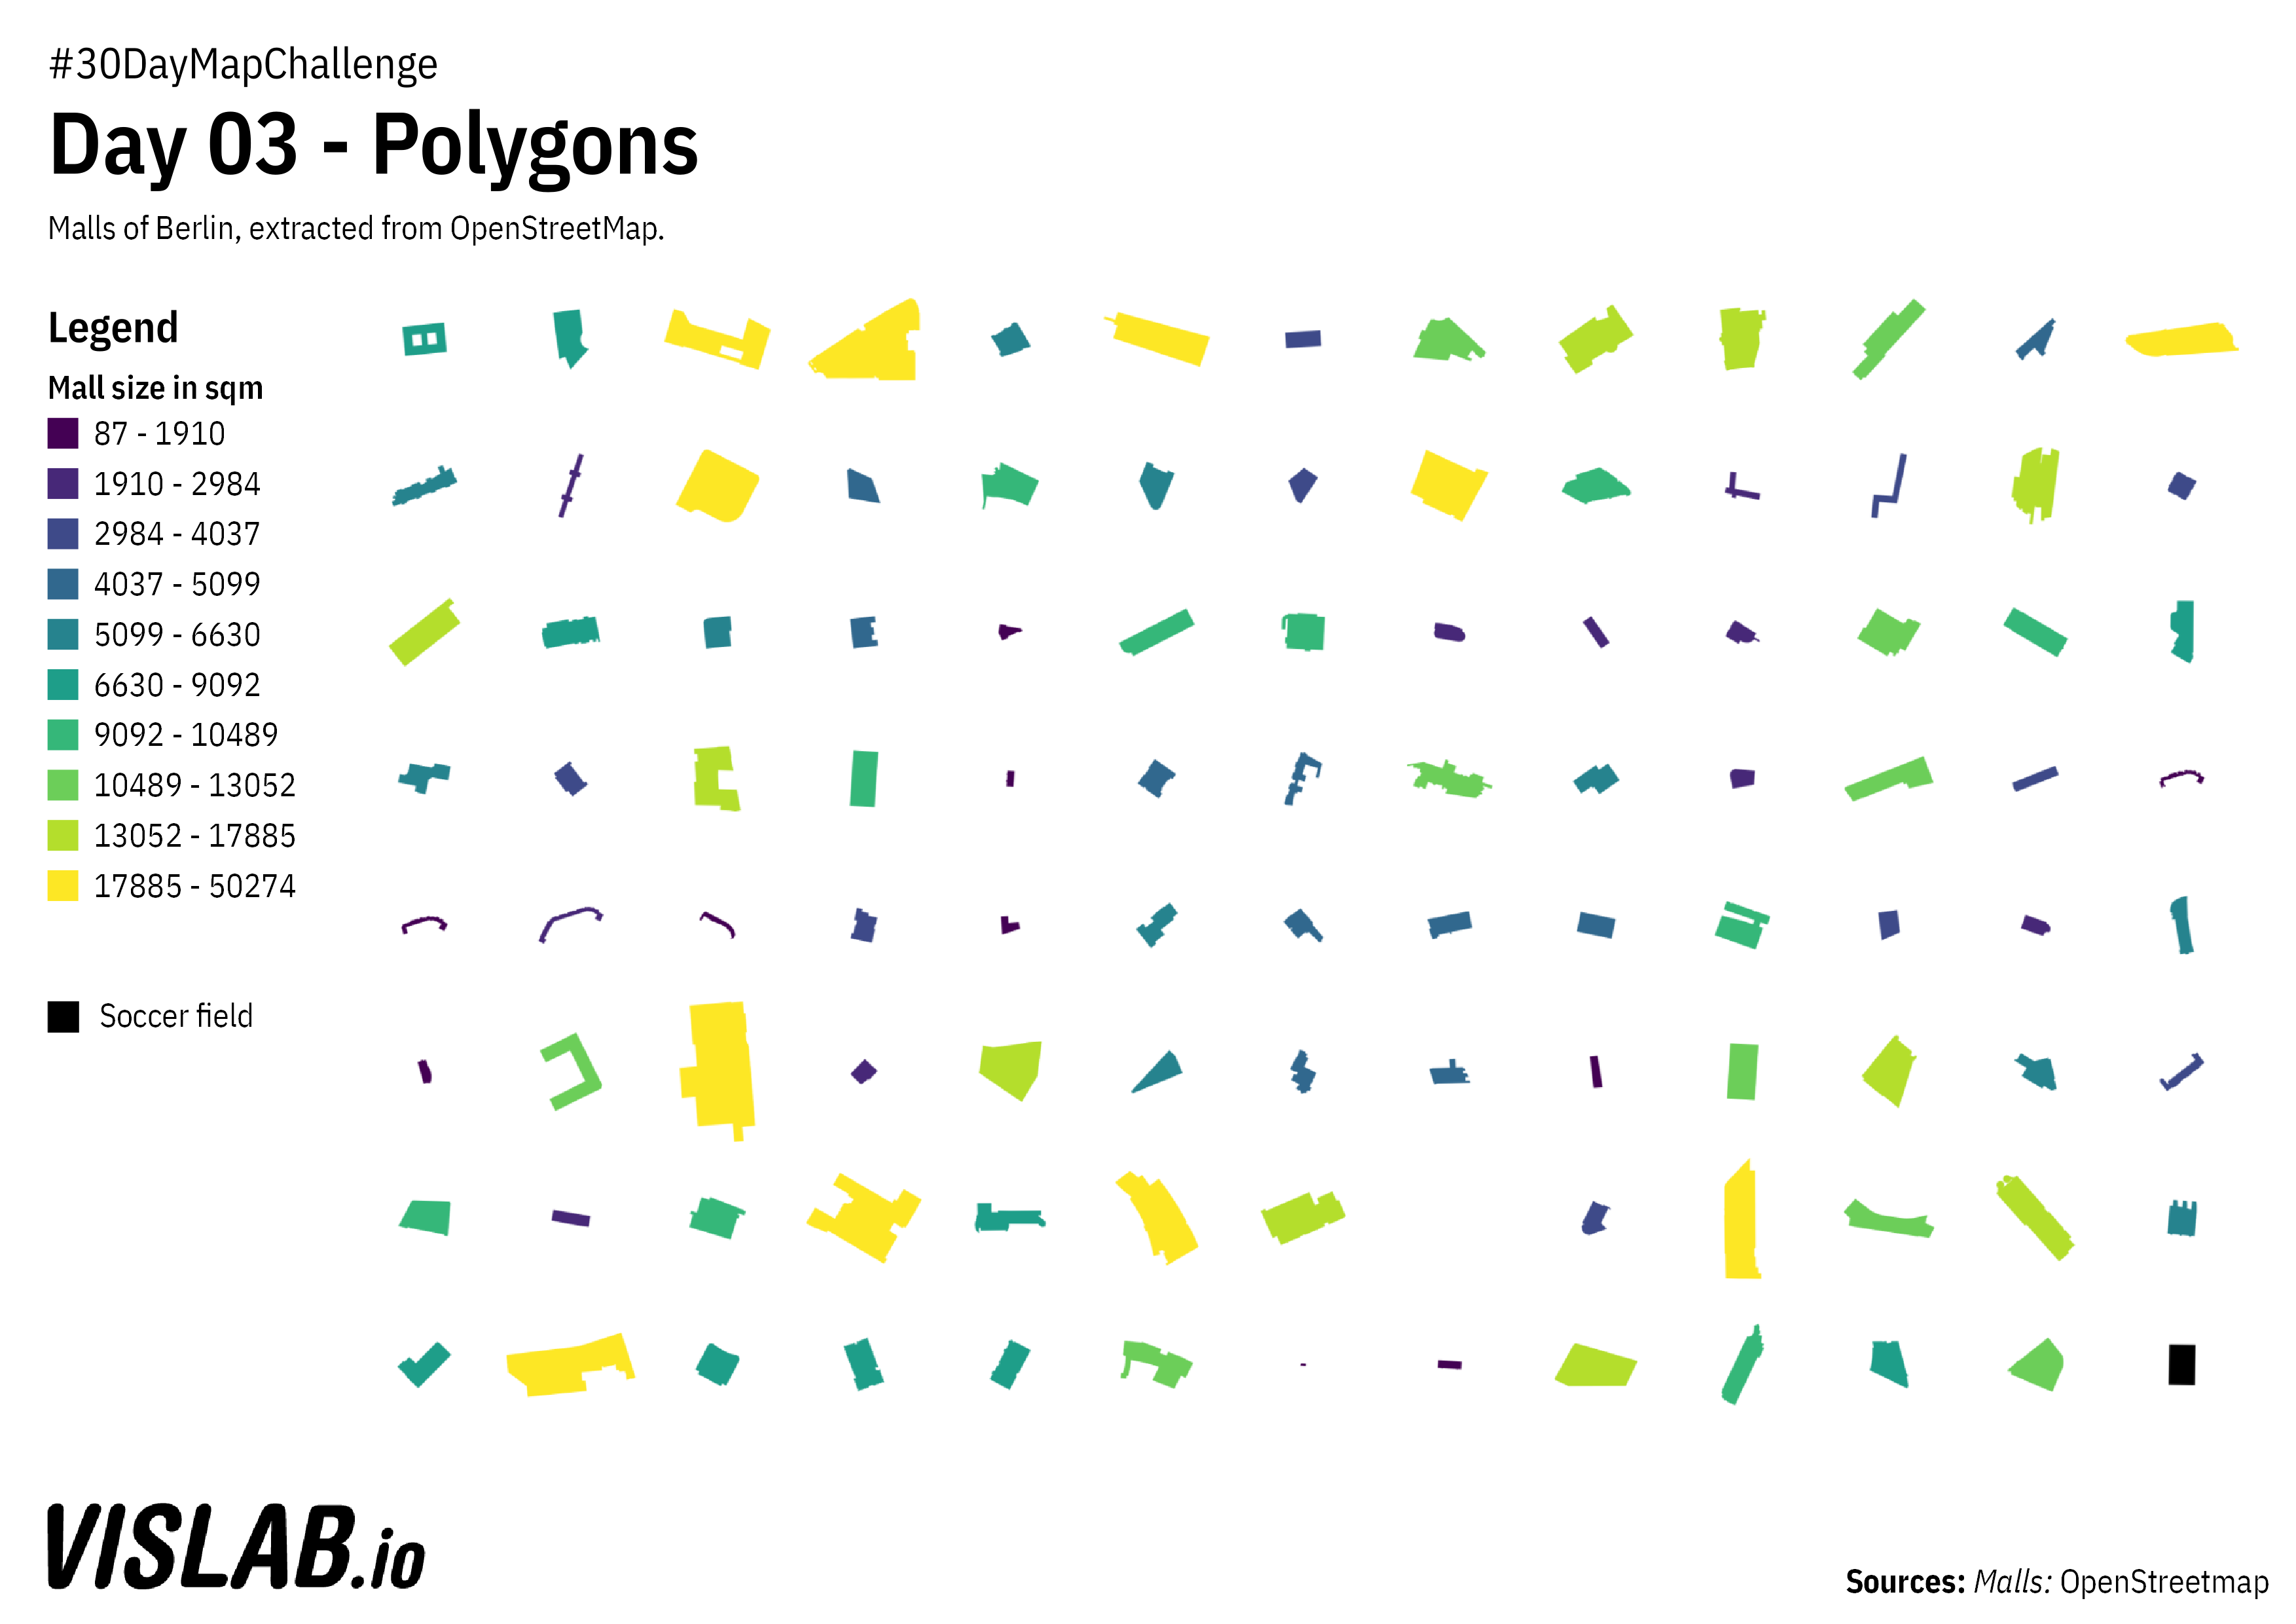 #30DayMapChallenge
Day 03 - Polygons
Malls of Berlin, extracted from OpenStreetMap.
Legend
Mall size in sqm
87 - 1910
1910 - 2984
2984 - 4037
4037 - 5099
5099 - 6630
6630 - 9092
9092 - 10489
10489 - 13052
13052 - 17885
17885 - 50274
Soccer field
VISLAB.io
Sources: Malls: OpenStreetmap